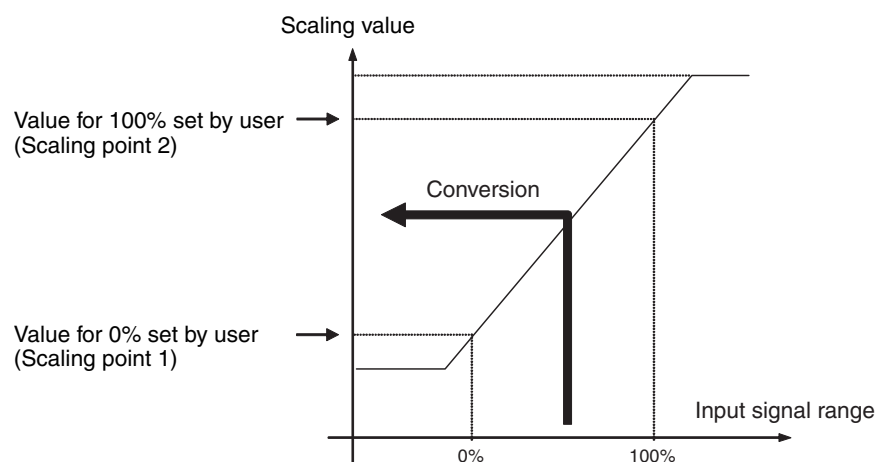 Scaling value
Value for 100% set by user
(Scaling point 2)
Conversion
Value for 0% set by user
(Scaling point 1)
Input signal range
0%
100%